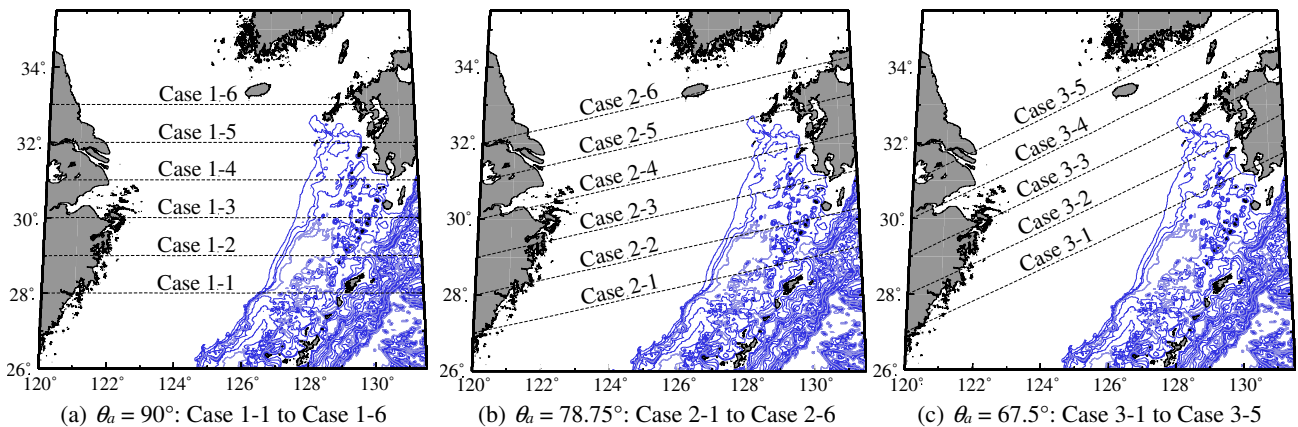 34°
32°
30°
28°
26°
120
122
124
126
128
130
Case 1-6
Case 1-5
Case 1-4
Case 1-3
Case 1-2
Case 1-1
(a) θa = 90°: Case 1-1 to Case 1-6
34°
32°
30°
28°
26°
120
122
124
126
128
130
Case 2-6
Case 2-5
Case 2-4
Case 2-3
Case 2-2
Case 2-1
(b) θa = 78.75°: Case 2-1 to Case 2-6
34°
32°
30°
28°
26°
120
122
124
126
128
130
Case 3-5
Case 3-4
Case 3-3
Case 3-2
Case 3-1
(c) θa = 67.5°: Case 3-1 to Case 3-5